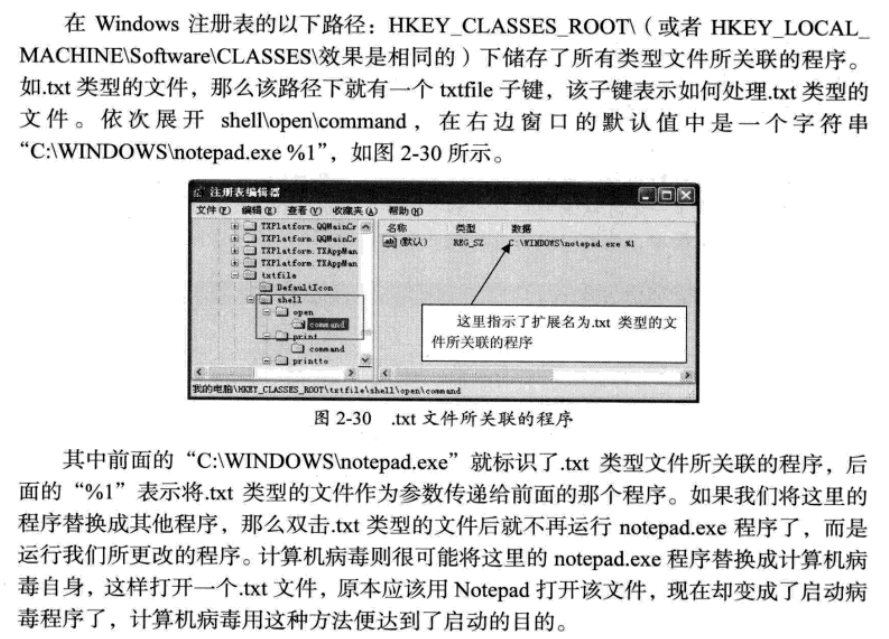 在 Windows 注册表的以下路径：HKEY_CLASSES_ROOT\（或者 HKEY_LOCAL_
MACHINE\Software\CLASSES\效果是相同的）下储存了所有类型文件所关联的程序。
如.txt 类型的文件，那么该路径下就有一个 txtfile 子键，该子键表示如何处理.txt 类型的
文件。依次展开 shell\open\command，在右边窗口的默认值中是一个字符串
“C:\WINDOWS\notepad.exe %1”，如图 2-30 所示。
注册表编辑器
文件(F) 编辑(E) 查看(V) 收藏夹(A) 帮助(H)
名称 类型 数据
TXPlatform.QQMainCr
(默认) REG_SZ C:\WINDOWS\notepad.exe %1
TXPlatform.QQMainCr
TXPlatform.TXAppMan
TXPlatform.TXAppMan
txtfile
DefaultIcon
shell
open
command
print
command
printto
这里指示了扩展名为.txt 类型的文
件所关联的程序
我的电脑\HKEY_CLASSES_ROOT\txtfile\shell\open\command
图 2-30 .txt 文件所关联的程序
其中前面的“C:\WINDOWS\notepad.exe”就标识了.txt 类型文件所关联的程序，后
面的“%1”表示将.txt 类型的文件作为参数传递给前面的那个程序。如果我们将这里的
程序替换成其他程序，那么双击.txt 类型的文件后就不再运行 notepad.exe 程序了，而是
运行我们所更改的程序。计算机病毒则很可能将这里的 notepad.exe 程序替换成计算机病
毒自身，这样打开一个.txt 文件，原本应该用 Notepad 打开该文件，现在却变成了启动病
毒程序了，计算机病毒用这种方法便达到了启动的目的。